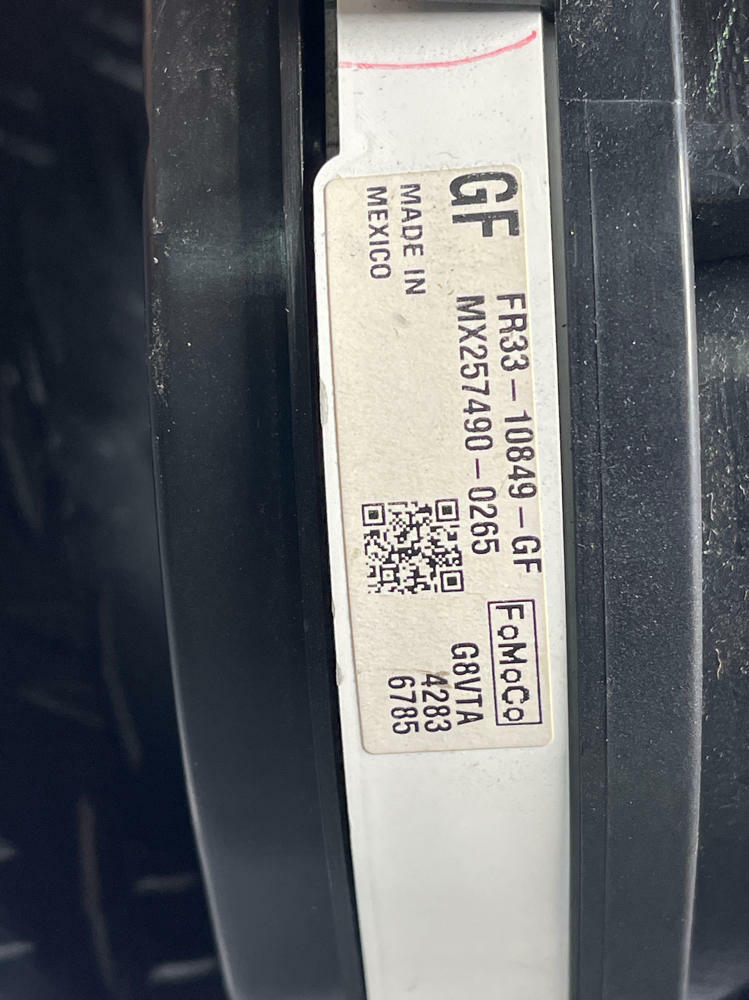 GF
FR33-10849-GF
MX257490-0265
MADE IN
MEXICO
FoMoCo
G8VTA
4283
6785